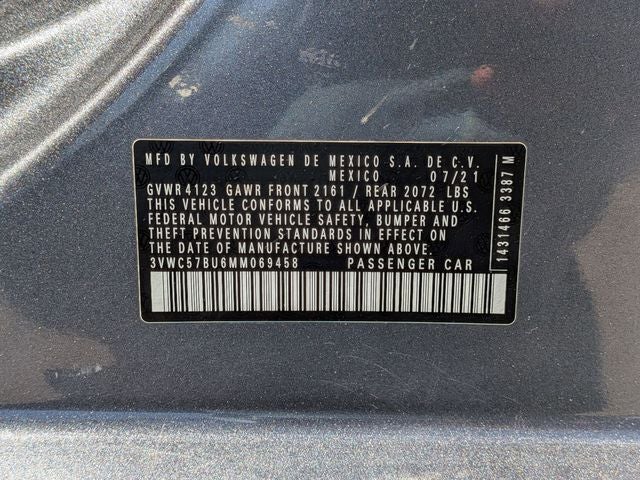 MFD BY VOLKSWAGEN DE MEXICO S.A. DE C.V.
MEXICO 07/21
GVWR 4123 GAWR FRONT 2161 / REAR 2072 LBS
THIS VEHICLE CONFORMS TO ALL APPLICABLE U.S.
FEDERAL MOTOR VEHICLE SAFETY, BUMPER AND
THEFT PREVENTION STANDARDS IN EFFECT ON
THE DATE OF MANUFACTURE SHOWN ABOVE.
3VWC57BU6MM069458 PASSENGER CAR
1431466 3387 M